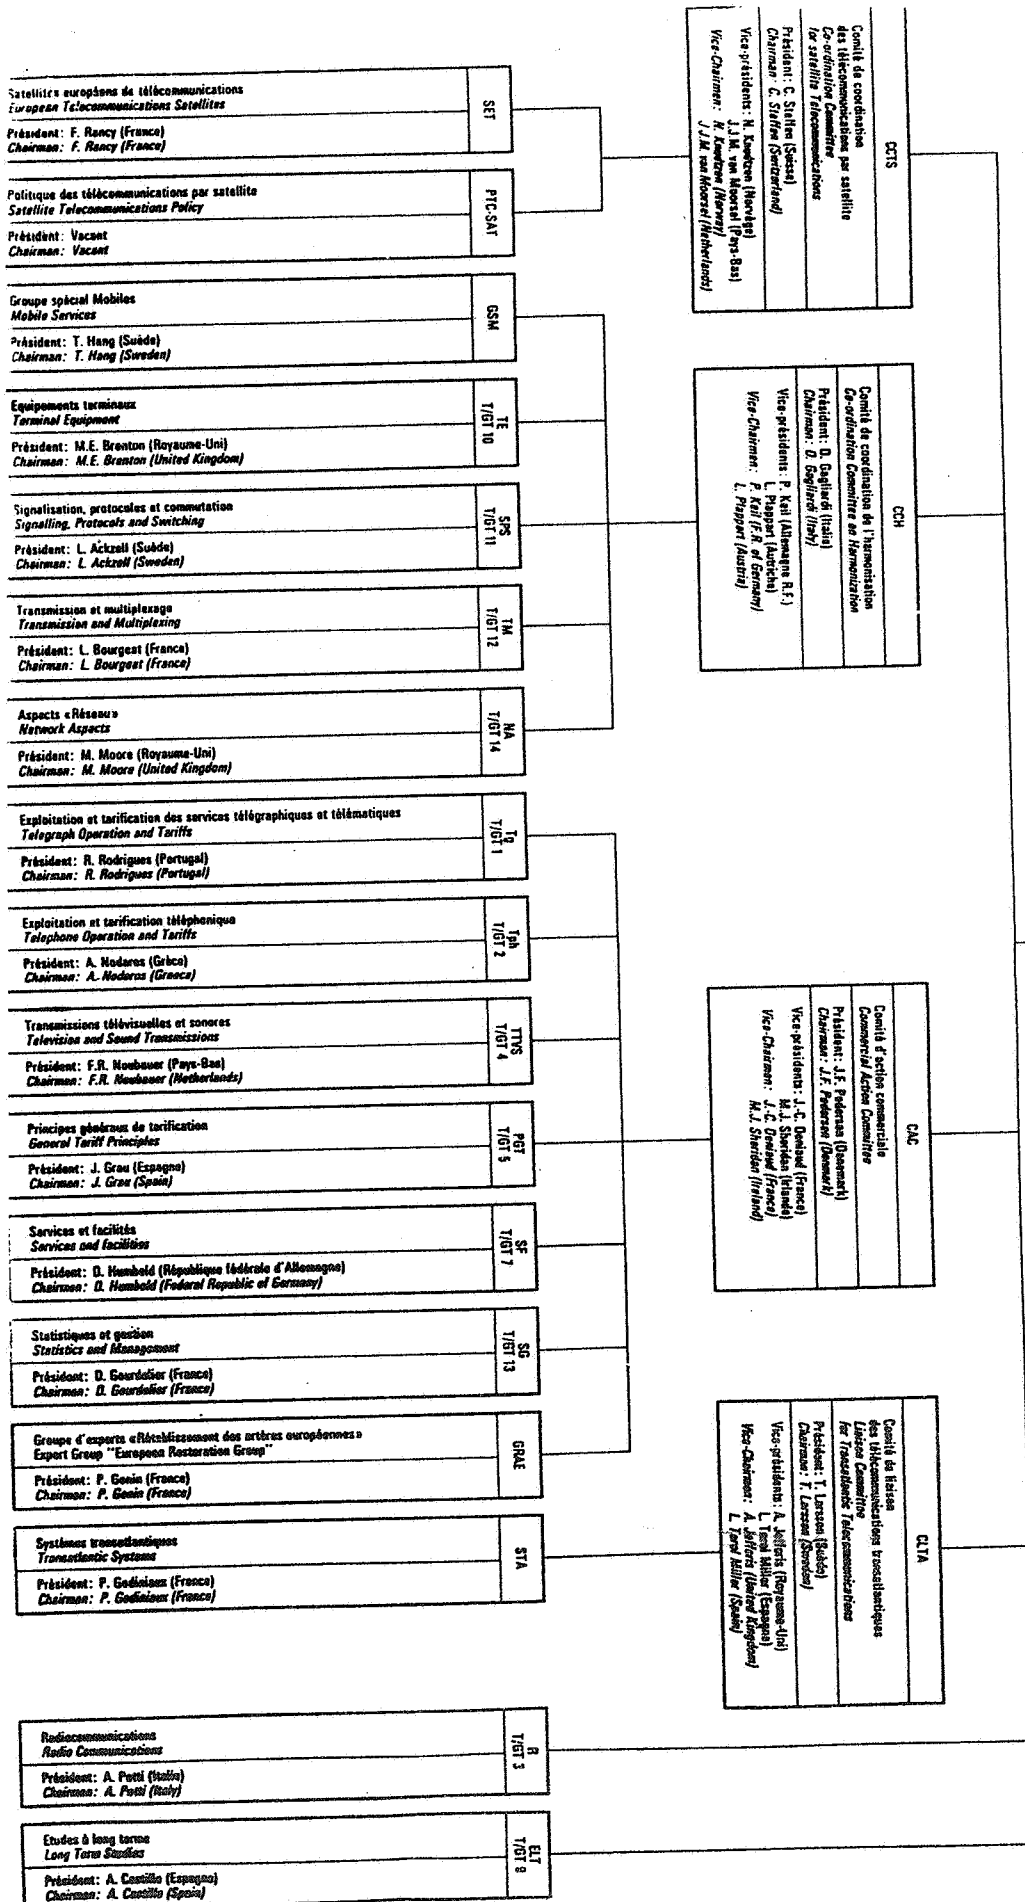 CCTS
Comité de coordination
des télécommunications par satellite
Co-ordination Committee
for satellite Telecommunications
Président: C. Steffen (Suisse)
Chairman: C. Steffen (Switzerland)
Vice-présidents: N. Knudtzon (Norvège)
J.J.M. van Moorsel (Pays-Bas)
Vice-Chairmen: N. Knudtzon (Norway)
J.J.M. van Moorsel (Netherlands)
SET
Satellites européens de télécommunications
European Telecommunications Satellites
Président: F. Rancy (France)
Chairman: F. Rancy (France)
PTC-SAT
Politique des télécommunications par satellite
Satellite Telecommunications Policy
Président: Vacant
Chairman: Vacant
CCH
Comité de coordination de l'harmonisation
Co-ordination Committee on Harmonization
Président: D. Gagliardi (Italie)
Chairman: D. Gagliardi (Italy)
Vice-présidents: P. Keil (Allemagne R.F.)
L. Plappart (Autriche)
Vice-Chairmen: P. Keil (F.R. of Germany)
L. Plappart (Austria)
GSM
Groupe spécial Mobiles
Mobile Services
Président: T. Haug (Suède)
Chairman: T. Haug (Sweden)
TE
T/GT 10
Equipements terminaux
Terminal Equipment
Président: M.E. Brenton (Royaume-Uni)
Chairman: M.E. Brenton (United Kingdom)
SPS
T/GT 11
Signalisation, protocoles et commutation
Signalling, Protocols and Switching
Président: L. Ackzell (Suède)
Chairman: L. Ackzell (Sweden)
TM
T/GT 12
Transmission et multiplexage
Transmission and Multiplexing
Président: L. Bourgeat (France)
Chairman: L. Bourgeat (France)
NA
T/GT 14
Aspects «Réseau»
Network Aspects
Président: M. Moore (Royaume-Uni)
Chairman: M. Moore (United Kingdom)
CAC
Comité d'action commerciale
Commercial Action Committee
Président: J.F. Pedersen (Danemark)
Chairman: J.F. Pedersen (Denmark)
Vice-présidents: J.-C. Deniaud (France)
M.J. Sheridan (Irlande)
Vice-Chairmen: J.-C. Deniaud (France)
M.J. Sheridan (Ireland)
Tg
T/GT 1
Exploitation et tarification des services télégraphiques et télématiques
Telegraph Operation and Tariffs
Président: R. Rodrigues (Portugal)
Chairman: R. Rodrigues (Portugal)
Tph
T/GT 2
Exploitation et tarification téléphonique
Telephone Operation and Tariffs
Président: A. Nodaros (Grèce)
Chairman: A. Nodaros (Greece)
TTVS
T/GT 4
Transmissions télévisuelles et sonores
Television and Sound Transmissions
Président: F.R. Neubauer (Pays-Bas)
Chairman: F.R. Neubauer (Netherlands)
PGT
T/GT 5
Principes généraux de tarification
General Tariff Principles
Président: J. Grau (Espagne)
Chairman: J. Grau (Spain)
SF
T/GT 7
Services et facilités
Services and facilities
Président: D. Humbold (République fédérale d'Allemagne)
Chairman: D. Humbold (Federal Republic of Germany)
SG
T/GT 13
Statistiques et gestion
Statistics and Management
Président: D. Gourdelier (France)
Chairman: D. Gourdelier (France)
GRAE
Groupe d'experts «Rétablissement des artères européennes»
Expert Group "European Restoration Group"
Président: P. Genin (France)
Chairman: P. Genin (France)
CLTA
Comité de liaison
des télécommunications transatlantiques
Liaison Committee
for Transatlantic Telecommunications
Président: T. Larsson (Suède)
Chairman: T. Larsson (Sweden)
Vice-présidents: A. Jefferis (Royaume-Uni)
L. Terol Miller (Espagne)
Vice-Chairmen: A. Jefferis (United Kingdom)
L. Terol Miller (Spain)
STA
Systèmes transatlantiques
Transatlantic Systems
Président: P. Godiniaux (France)
Chairman: P. Godiniaux (France)
R
T/GT 3
Radiocommunications
Radio Communications
Président: A. Petti (Italie)
Chairman: A. Petti (Italy)
ELT
Etudes à long terme
Long Term Studies
Président: A. Castillo (Espagne)
Chairman: A. Castillo (Spain)